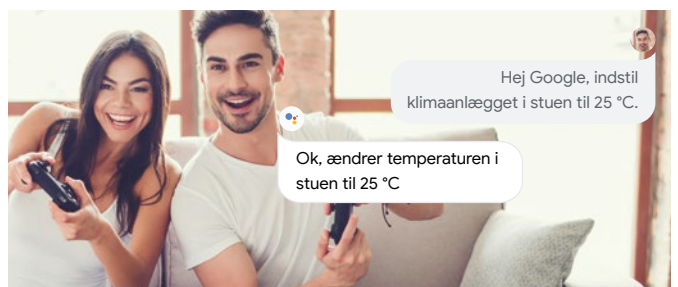 Hej Google, indstil
klimaanlægget i stuen til 25 °C.
Ok, ændrer temperaturen i
stuen til 25 °C